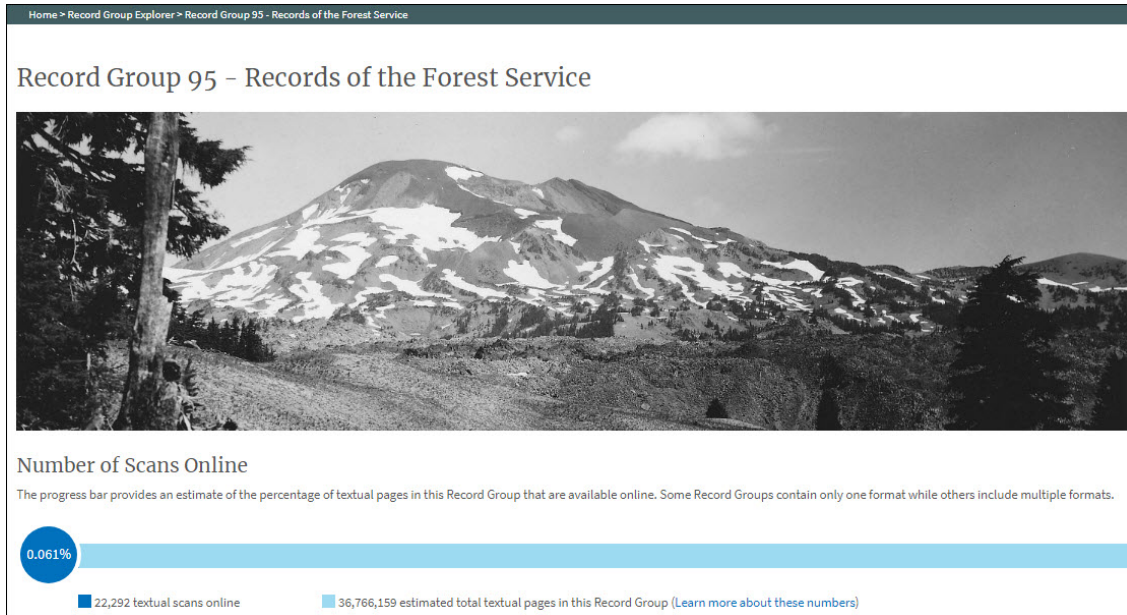 Home > Record Group Explorer > Record Group 95 - Records of the Forest Service
Record Group 95 - Records of the Forest Service
Number of Scans Online
The progress bar provides an estimate of the percentage of textual pages in this Record Group that are available online. Some Record Groups contain only one format while others include multiple formats.
0.061%
22,292 textual scans online
36,766,159 estimated total textual pages in this Record Group (Learn more about these numbers)